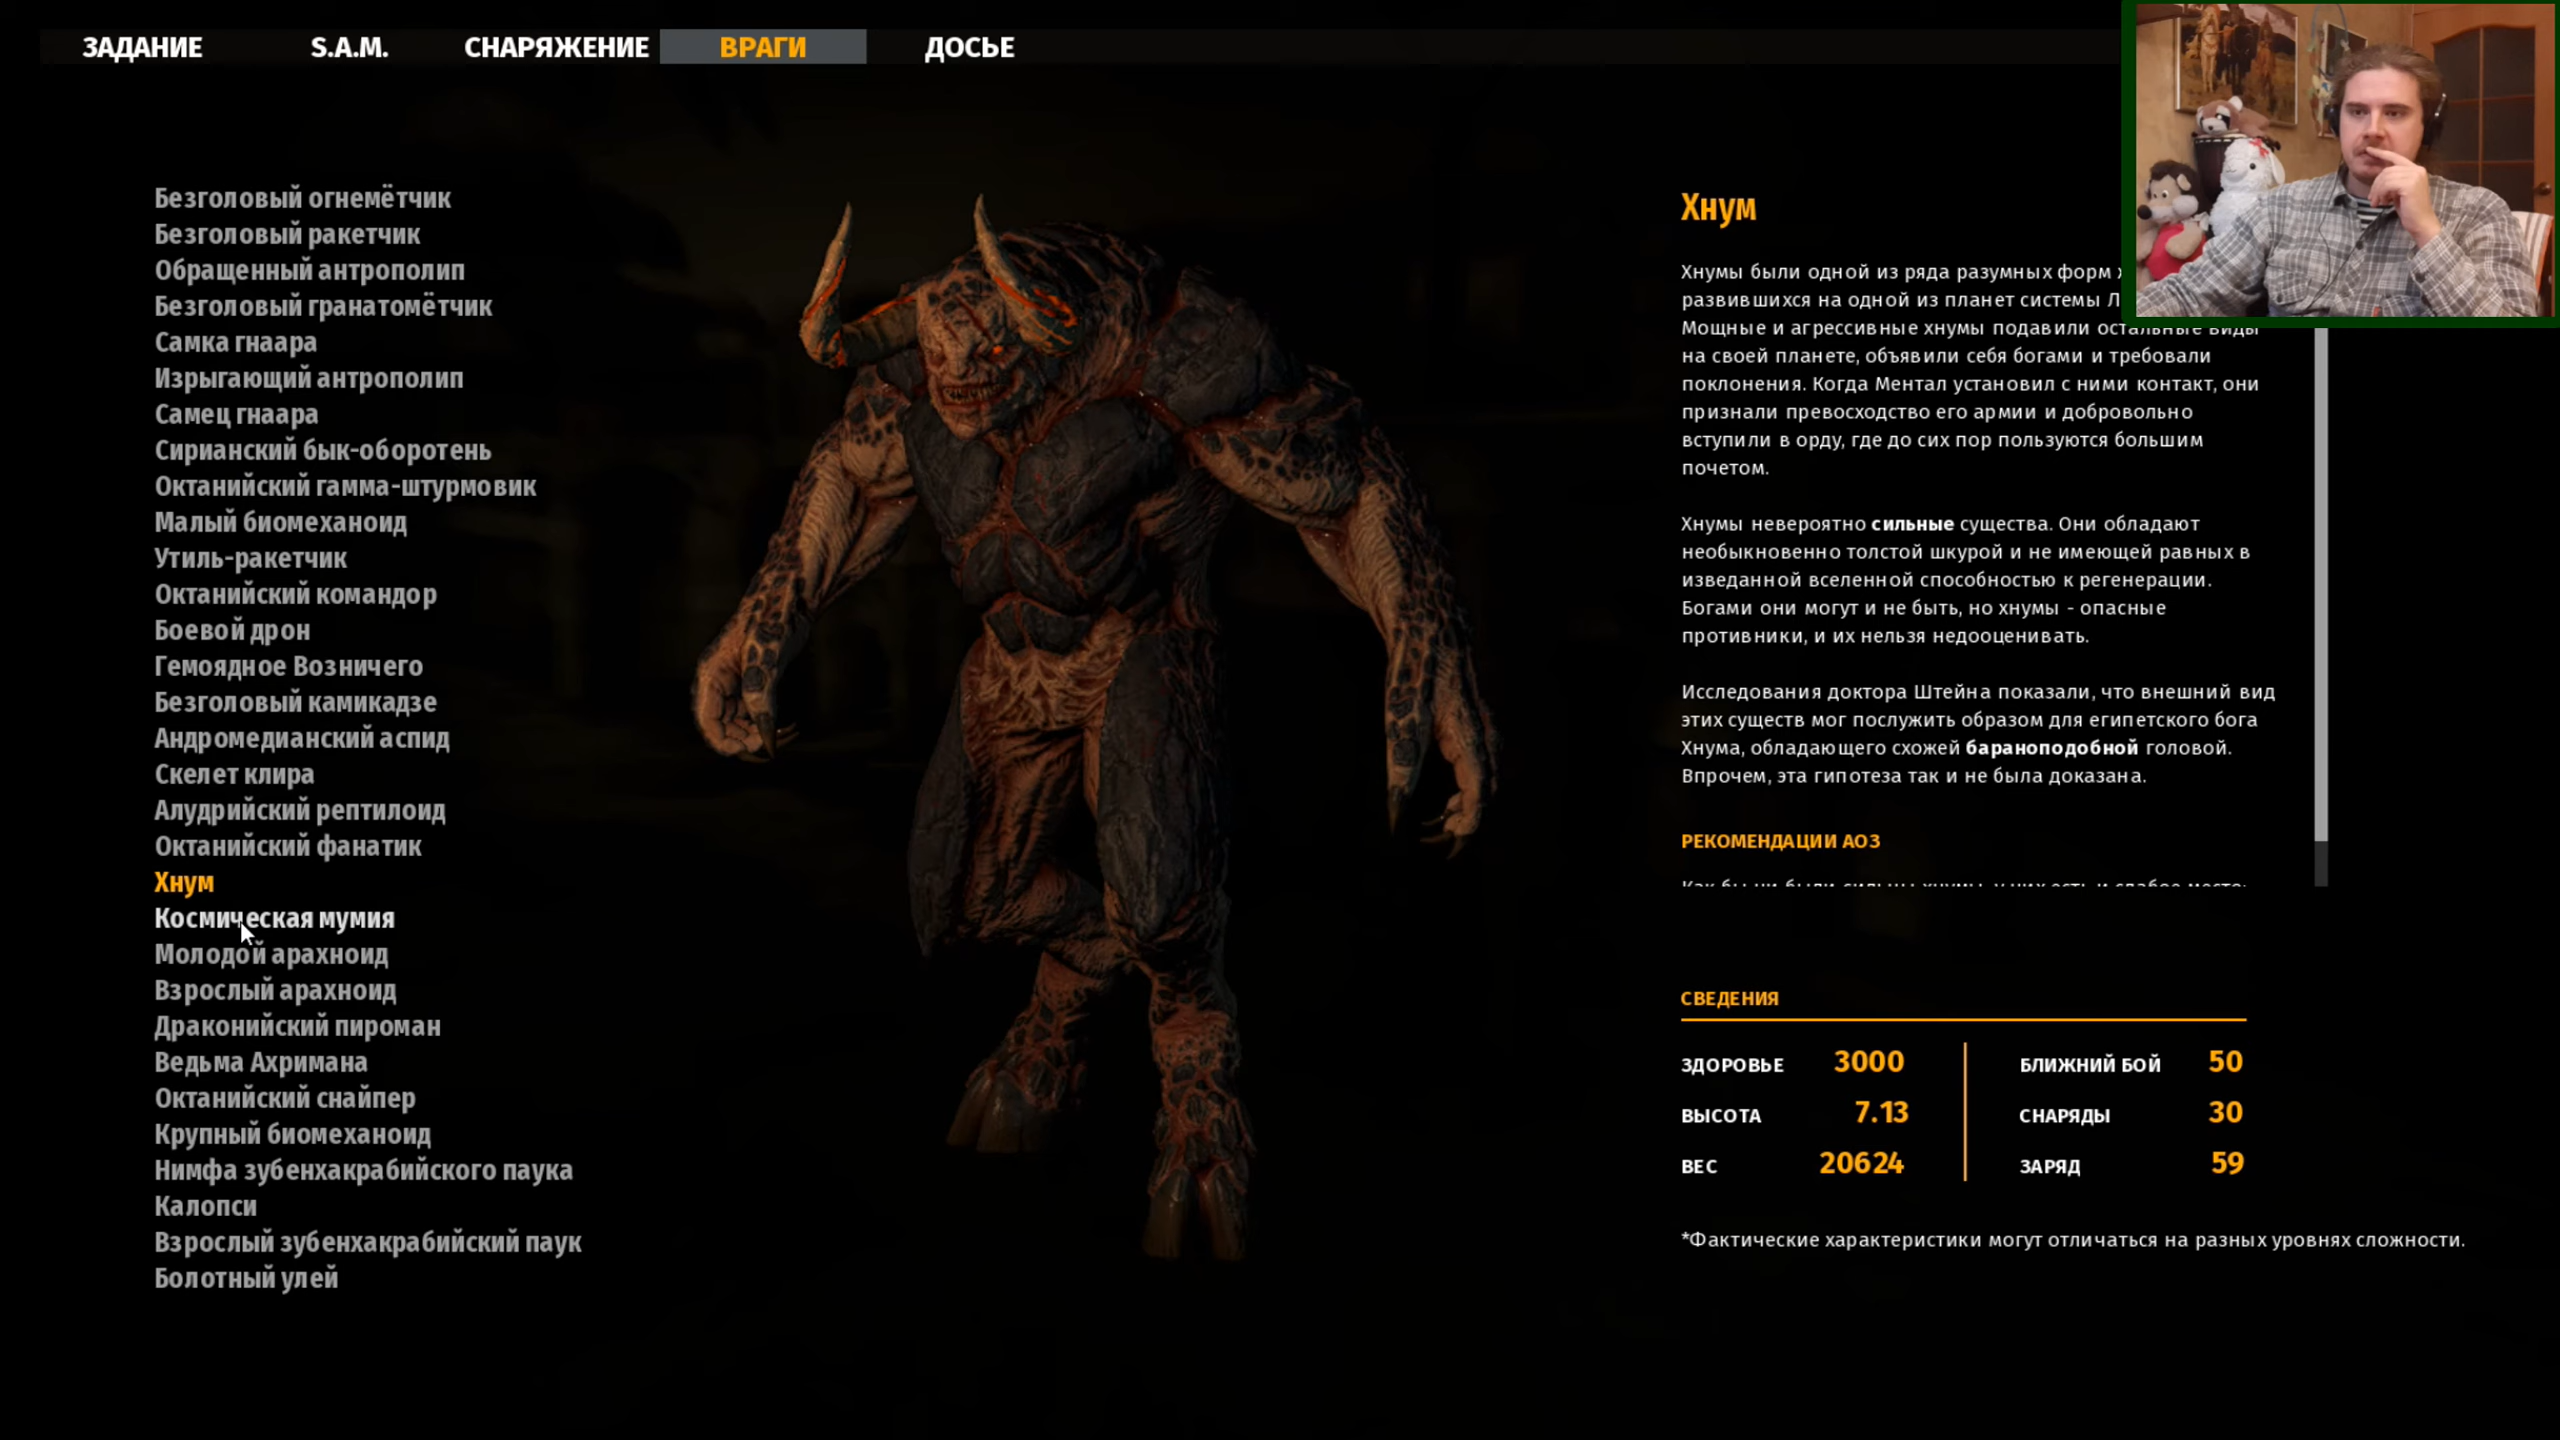 ЗАДАНИЕ S.A.M. СНАРЯЖЕНИЕ ВРАГИ ДОСЬЕ
Безголовый огнемётчик
Безголовый ракетчик
Обращенный антрополип
Безголовый гранатомётчик
Самка гнаара
Изрыгающий антрополип
Самец гнаара
Сирианский бык-оборотень
Октанийский гамма-штурмовик
Малый биомеханоид
Утиль-ракетчик
Октанийский командор
Боевой дрон
Гемоядное Возничего
Безголовый камикадзе
Андромедианский аспид
Скелет клира
Алудрийский рептилоид
Октанийский фанатик
Хнум
Космическая мумия
Молодой арахноид
Взрослый арахноид
Драконийский пироман
Ведьма Ахримана
Октанийский снайпер
Крупный биомеханоид
Нимфа зубенхакрабийского паука
Калопси
Взрослый зубенхакрабийский паук
Болотный улей
Хнум
Хнумы были одной из ряда разумных форм
развившихся на одной из планет системы
Мощные и агрессивные хнумы подавили остальные виды
на своей планете, объявили себя богами и требовали
поклонения. Когда Ментал установил с ними контакт, они
признали превосходство его армии и добровольно
вступили в орду, где до сих пор пользуются большим
почетом.
Хнумы невероятно сильные существа. Они обладают
необыкновенно толстой шкурой и не имеющей равных в
изведанной вселенной способностью к регенерации.
Богами они могут и не быть, но хнумы - опасные
противники, и их нельзя недооценивать.
Исследования доктора Штейна показали, что внешний вид
этих существ мог послужить образом для египетского бога
Хнума, обладающего схожей бараноподобной головой.
Впрочем, эта гипотеза так и не была доказана.
РЕКОМЕНДАЦИИ АОЗ
СВЕДЕНИЯ
ЗДОРОВЬЕ 3000 БЛИЖНИЙ БОЙ 50
ВЫСОТА 7.13 СНАРЯДЫ 30
ВЕС 20624 ЗАРЯД 59
*Фактические характеристики могут отличаться на разных уровнях сложности.